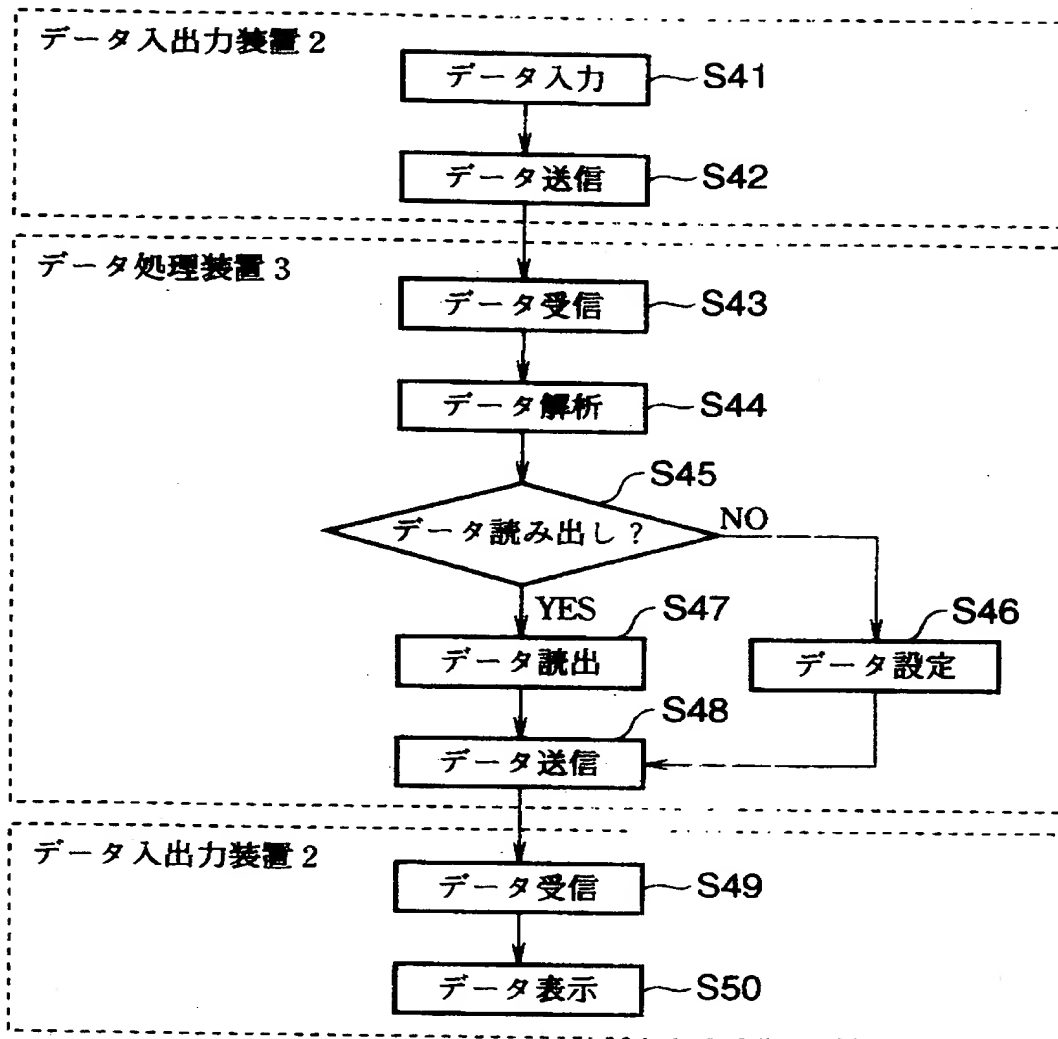 データ入出力装置2
データ入力
S41
データ送信
S42
データ処理装置3
データ受信
S43
データ解析
S44
S45
データ読み出し?
NO
YES
S47
S46
データ読出
データ設定
S48
データ送信
データ入出力装置2
データ受信
S49
データ表示
S50